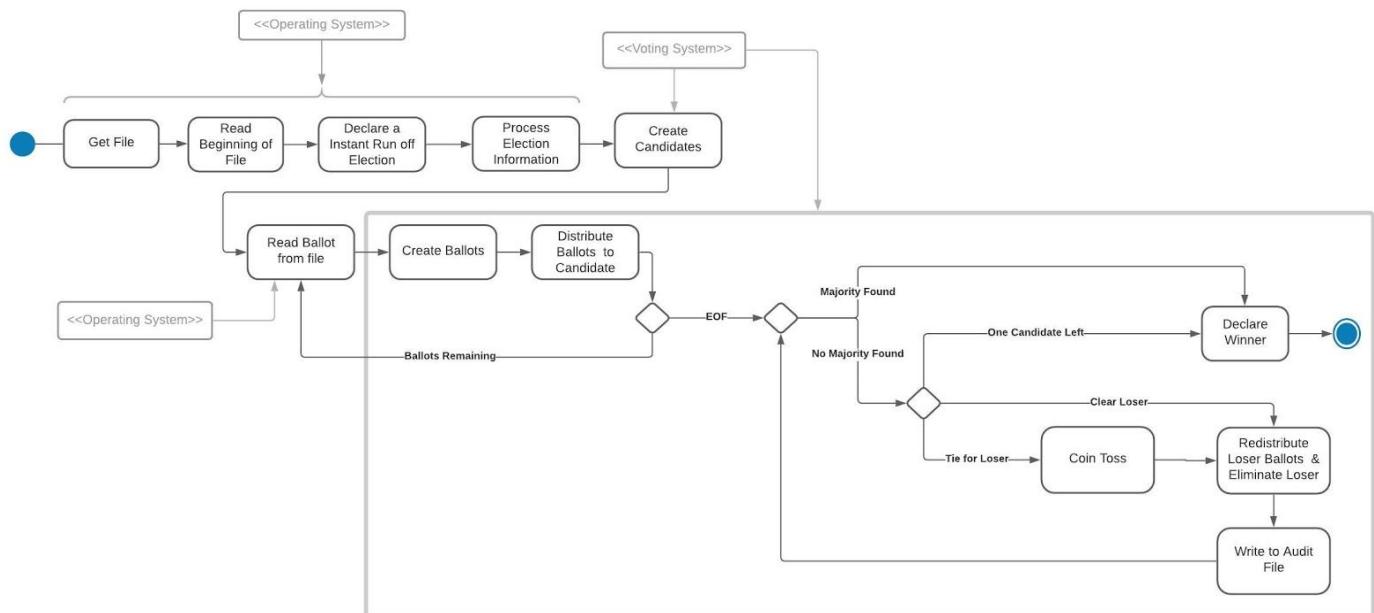 <<Operating System>>
<<Voting System>>
Get File
Read
Beginning of
File
Declare a
Instant Run off
Election
Process
Election
Information
Create
Candidates
Read Ballot
from file
Create Ballots
Distribute
Ballots to
Candidate
<<Operating System>>
EOF
Ballots Remaining
Majority Found
No Majority Found
One Candidate Left
Declare
Winner
Clear Loser
Tie for Loser
Coin Toss
Redistribute
Loser Ballots &
Eliminate Loser
Write to Audit
File